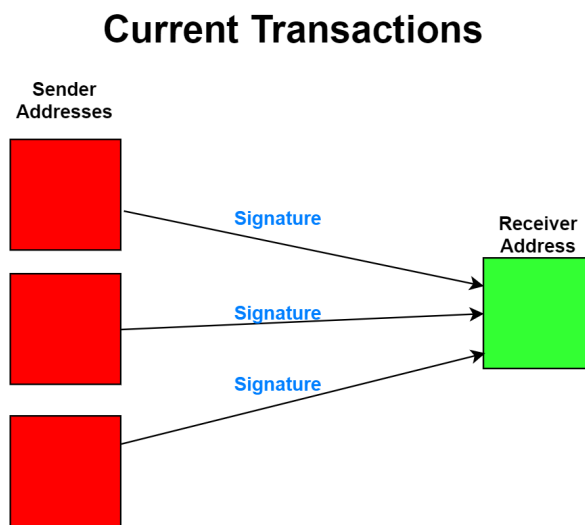 Current Transactions
Sender
Addresses
Signature
Receiver
Address
Signature
Signature